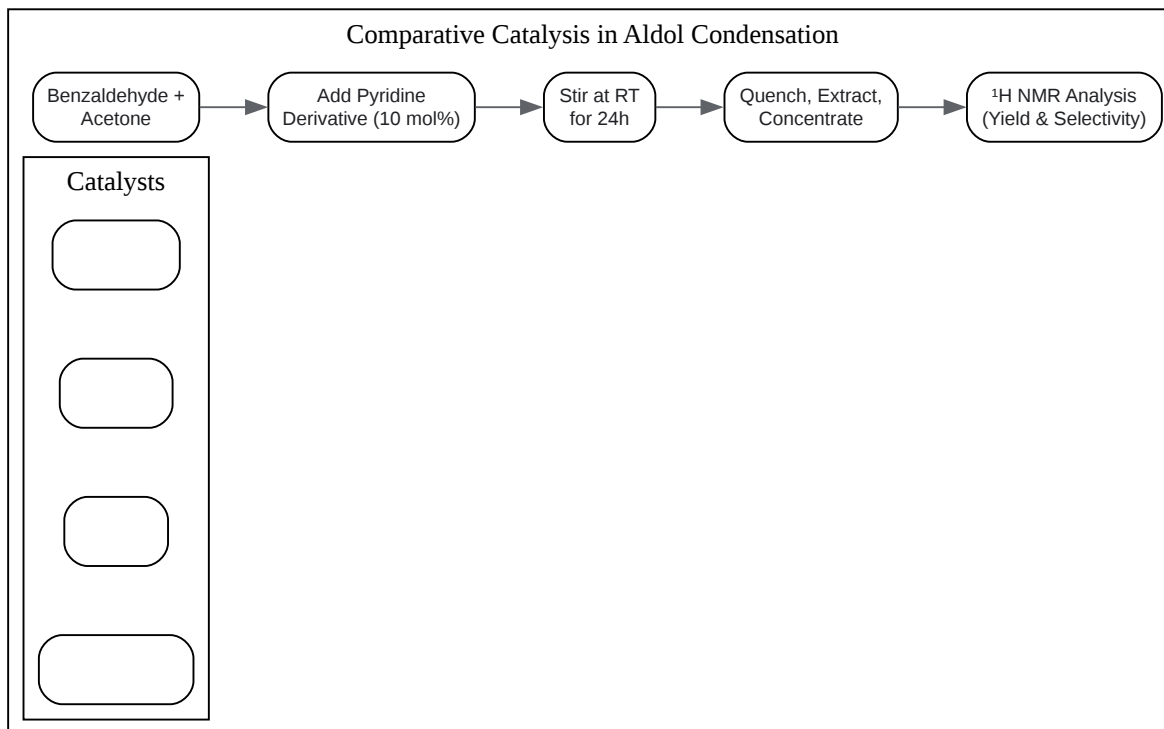 Comparative Catalysis in Aldol Condensation
Benzaldehyde +
Acetone
Add Pyridine
Derivative (10 mol%)
Stir at RT
for 24h
Quench, Extract,
Concentrate
¹H NMR Analysis
(Yield & Selectivity)
Catalysts